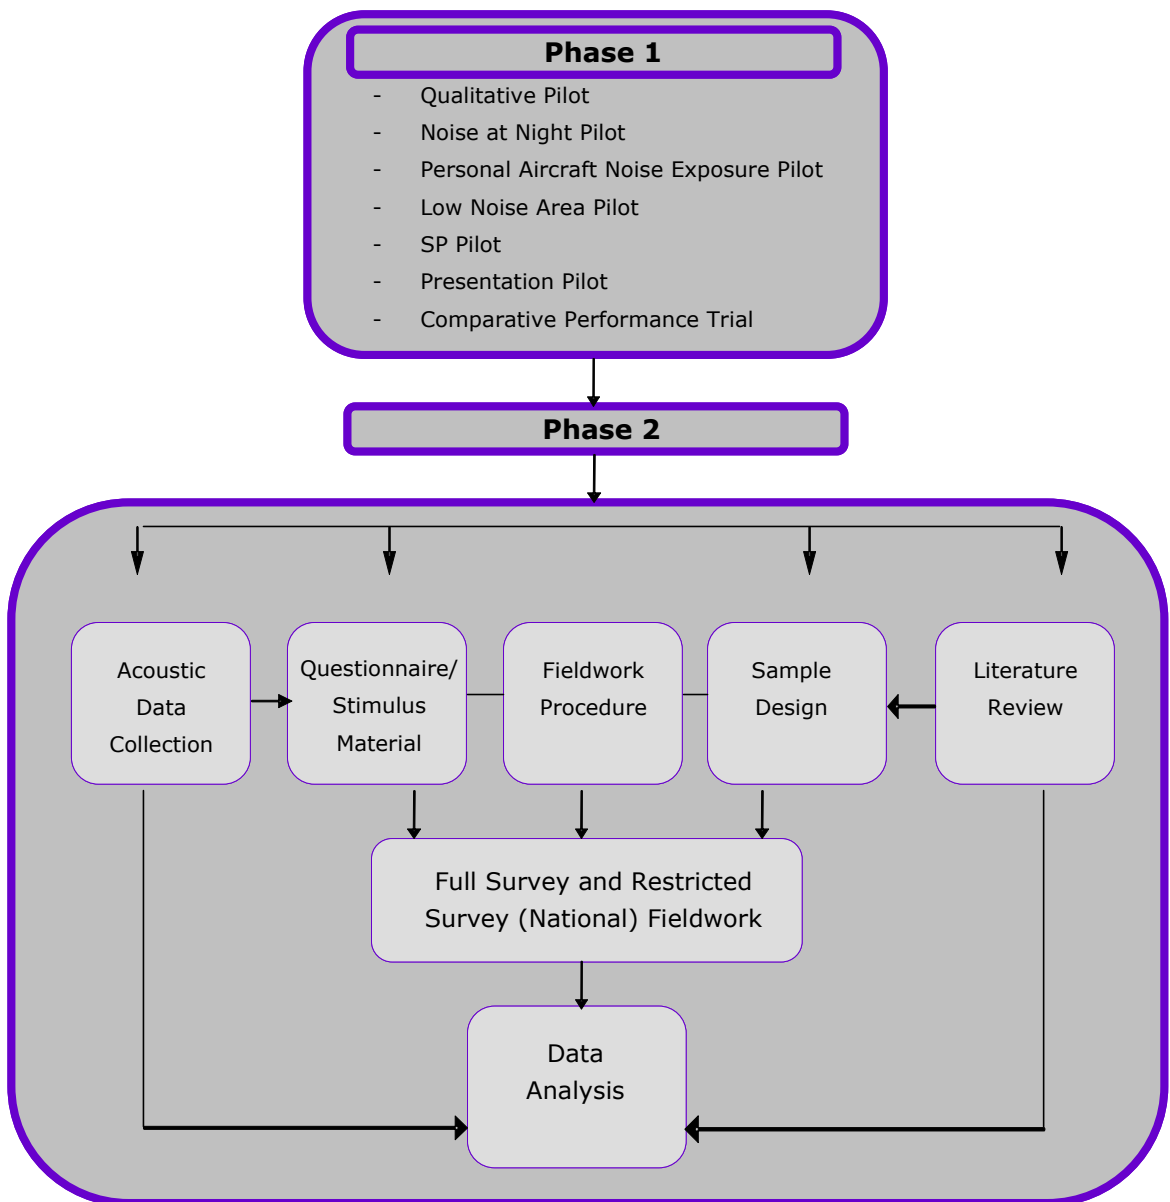 Phase 1
- Qualitative Pilot
- Noise at Night Pilot
- Personal Aircraft Noise Exposure Pilot
- Low Noise Area Pilot
- SP Pilot
- Presentation Pilot
- Comparative Performance Trial
Phase 2
Acoustic
Data
Collection
Questionnaire/
Stimulus
Material
Fieldwork
Procedure
Sample
Design
Literature
Review
Full Survey and Restricted
Survey (National) Fieldwork
Data
Analysis